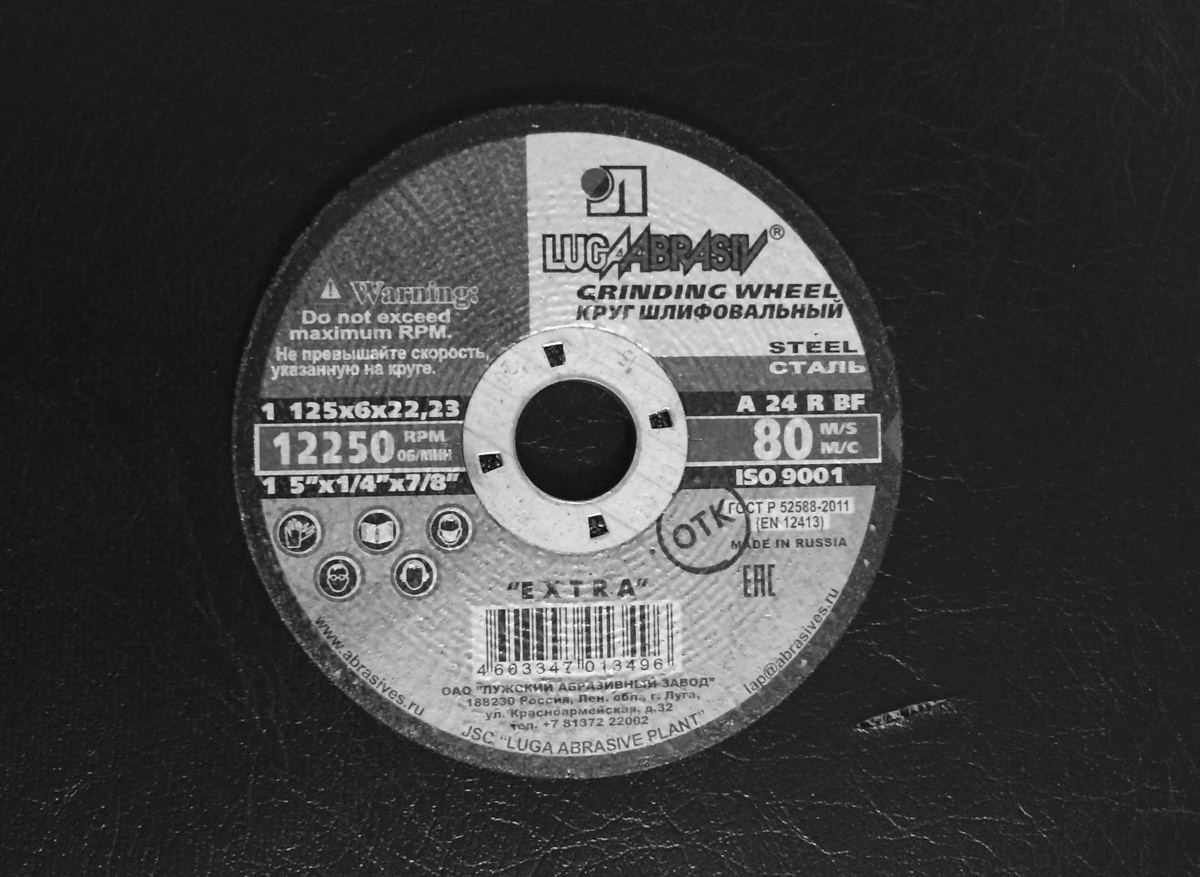 LUGAABRASIV®
GRINDING WHEEL
КРУГ ШЛИФОВАЛЬНЫЙ
STEEL
СТАЛЬ
Warning:
Do not exceed
maximum RPM.
Не превышайте скорость,
указанную на круге.
1 125x6x22,23
12250 RPM
ОБ/МИН
1 5"x1/4"x7/8"
A 24 R BF
80 M/S
М/С
ISO 9001
ГОСТ Р 52588-2011
(EN 12413)
MADE IN RUSSIA
ОТК
EAC
"EXTRA"
4 603347 013496
ОАО "ЛУЖСКИЙ АБРАЗИВНЫЙ ЗАВОД"
188230 Россия, Лен. обл., г. Луга,
ул. Красноармейская, д.32
тел. +7 81372 22002
JSC "LUGA ABRASIVE PLANT"
www.abrasives.ru
lap@abrasives.ru